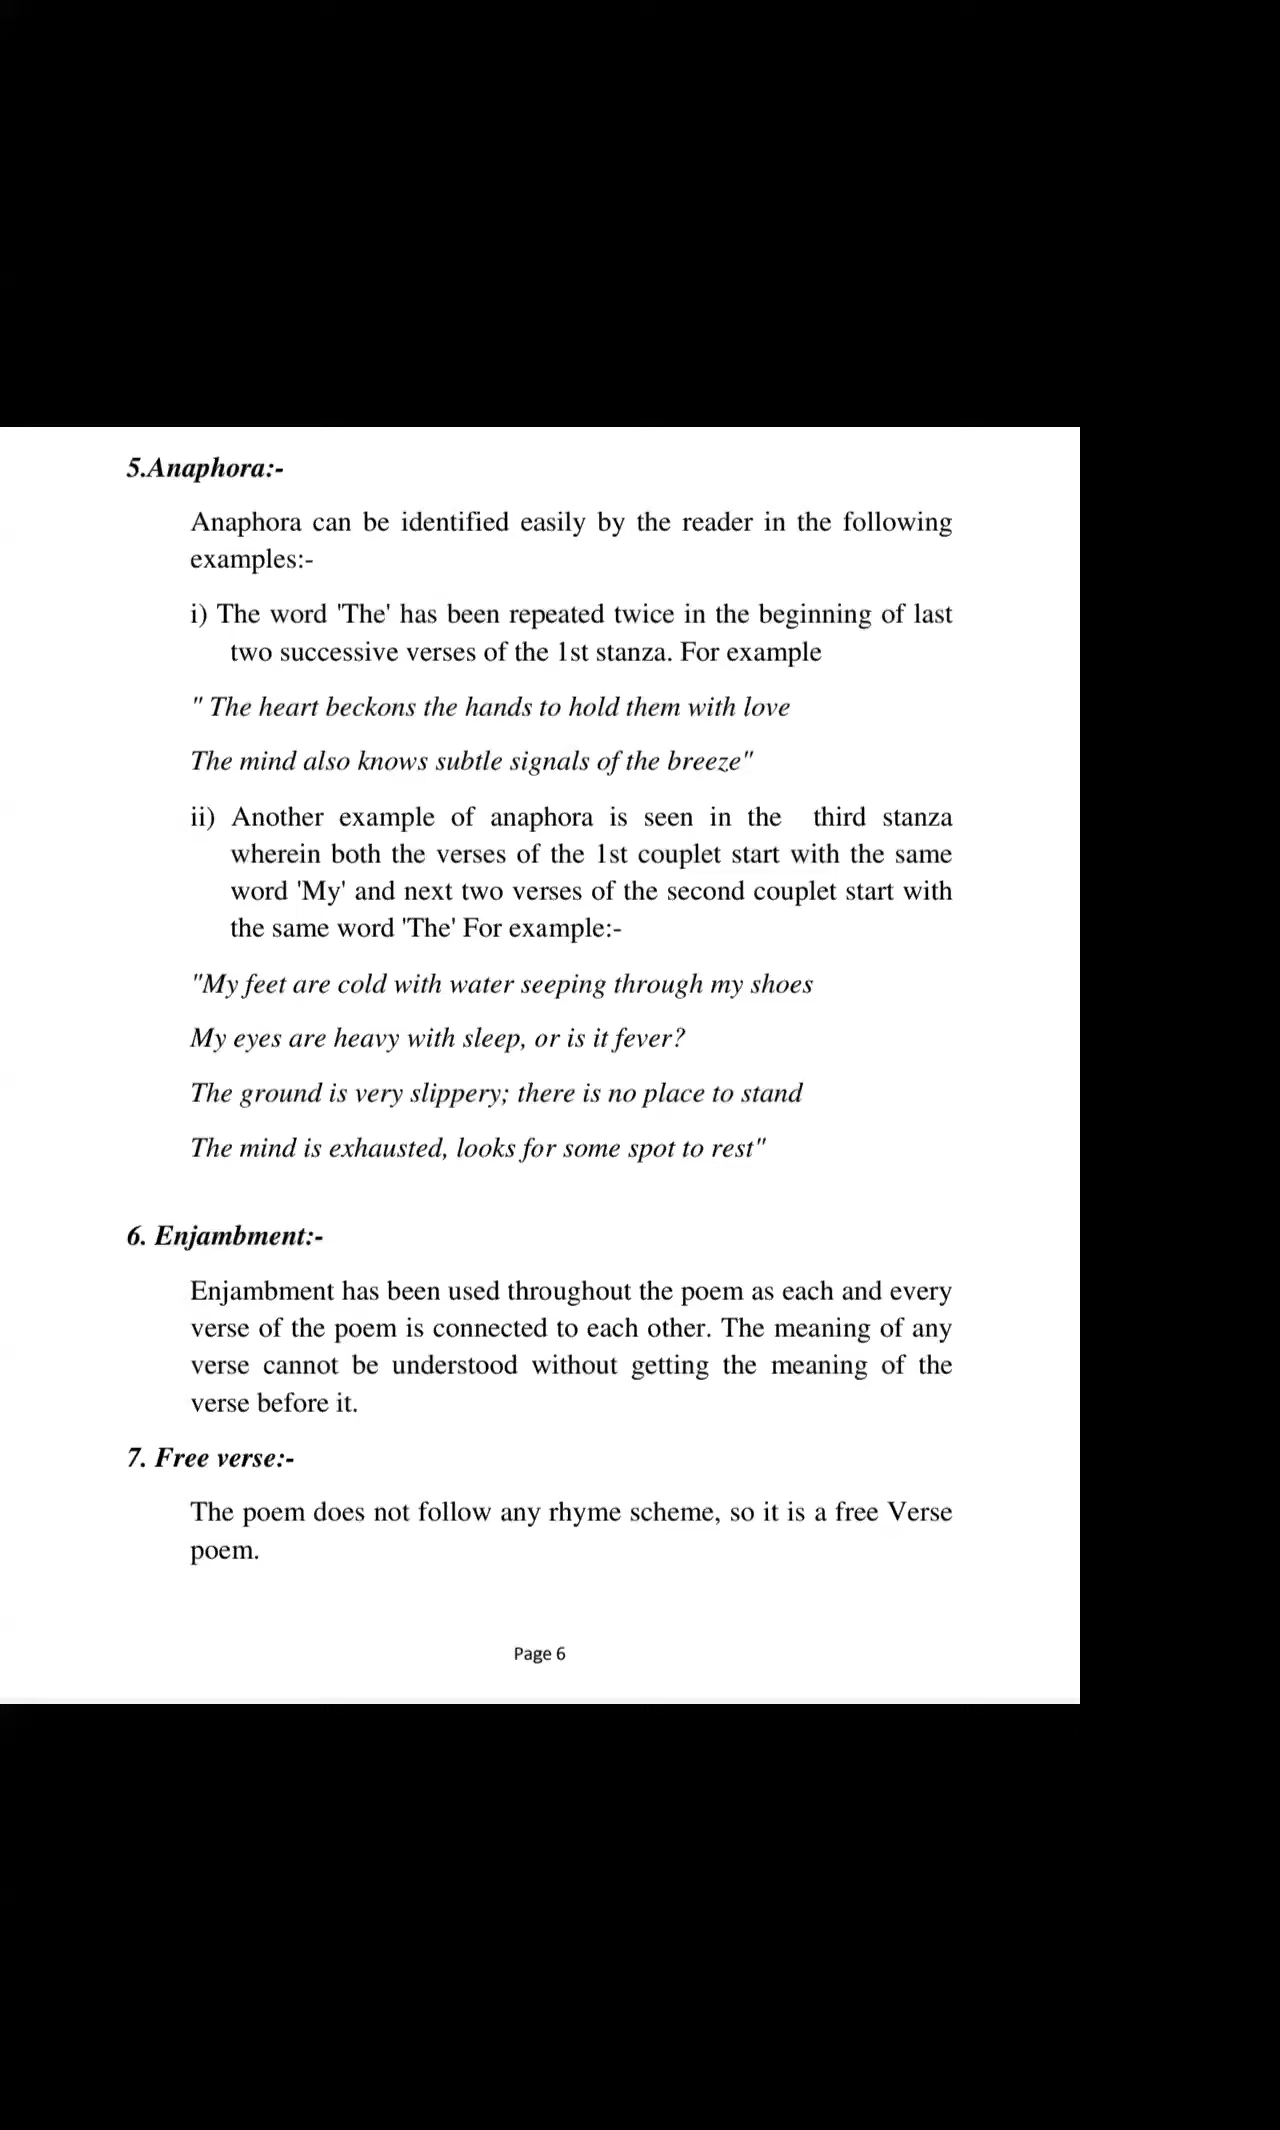 5.Anaphora:-
Anaphora can be identified easily by the reader in the following
examples:-
i) The word 'The' has been repeated twice in the beginning of last
two successive verses of the 1st stanza. For example
" The heart beckons the hands to hold them with love
The mind also knows subtle signals of the breeze"
ii) Another example of anaphora is seen in the third stanza
wherein both the verses of the 1st couplet start with the same
word 'My' and next two verses of the second couplet start with
the same word 'The' For example:-
"My feet are cold with water seeping through my shoes
My eyes are heavy with sleep, or is it fever?
The ground is very slippery; there is no place to stand
The mind is exhausted, looks for some spot to rest"
6. Enjambment:-
Enjambment has been used throughout the poem as each and every
verse of the poem is connected to each other. The meaning of any
verse cannot be understood without getting the meaning of the
verse before it.
7. Free verse:-
The poem does not follow any rhyme scheme, so it is a free Verse
poem.
Page 6